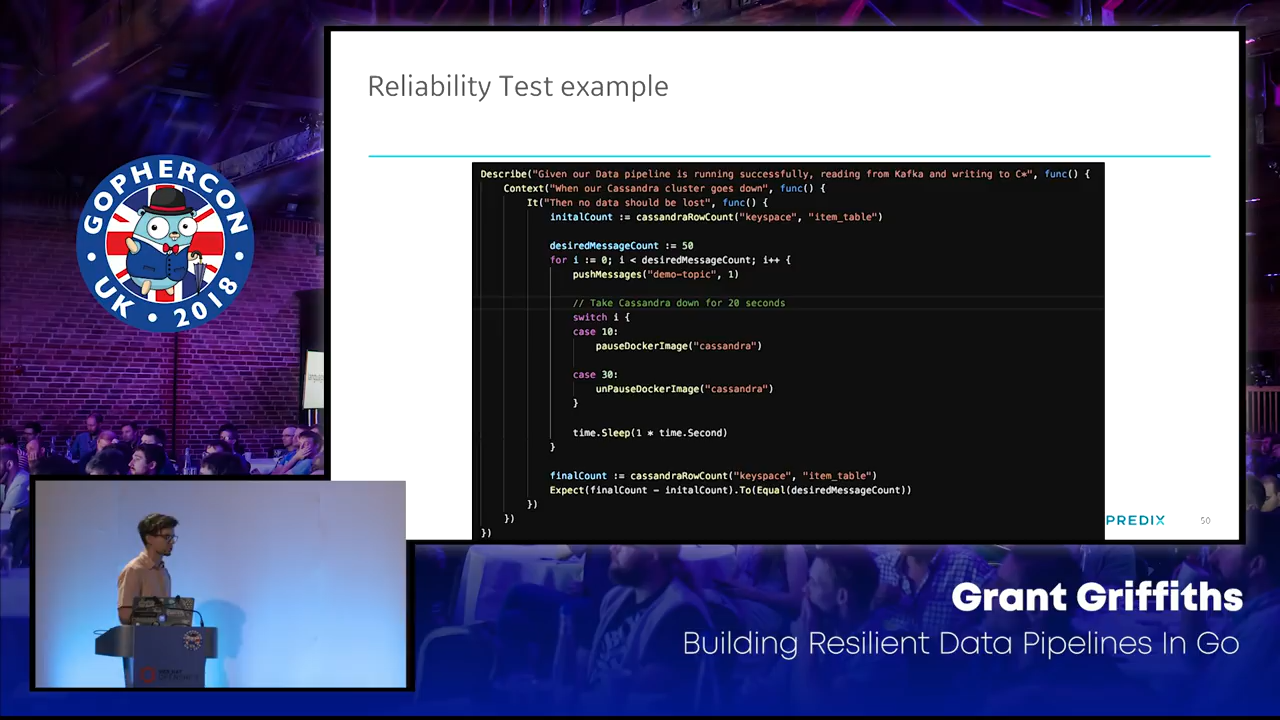 Reliability Test example
Describe("Given our Data pipeline is running successfully, reading from Kafka and writing to C*", func() {
Context("When our Cassandra cluster goes down", func() {
It("Then no data should be lost", func() {
initalCount := cassandraRowCount("keyspace", "item_table")
desiredMessageCount := 50
for i := 0; i < desiredMessageCount; i++ {
pushMessages("demo-topic", 1)
// Take Cassandra down for 20 seconds
switch i {
case 10:
pauseDockerImage("cassandra")
case 30:
unPauseDockerImage("cassandra")
}
time.Sleep(1 * time.Second)
}
finalCount := cassandraRowCount("keyspace", "item_table")
Expect(finalCount - initalCount).To(Equal(desiredMessageCount))
})
})
})
PREDIX
50
GOPHERCON
UK • 2018
Grant Griffiths
Building Resilient Data Pipelines In Go